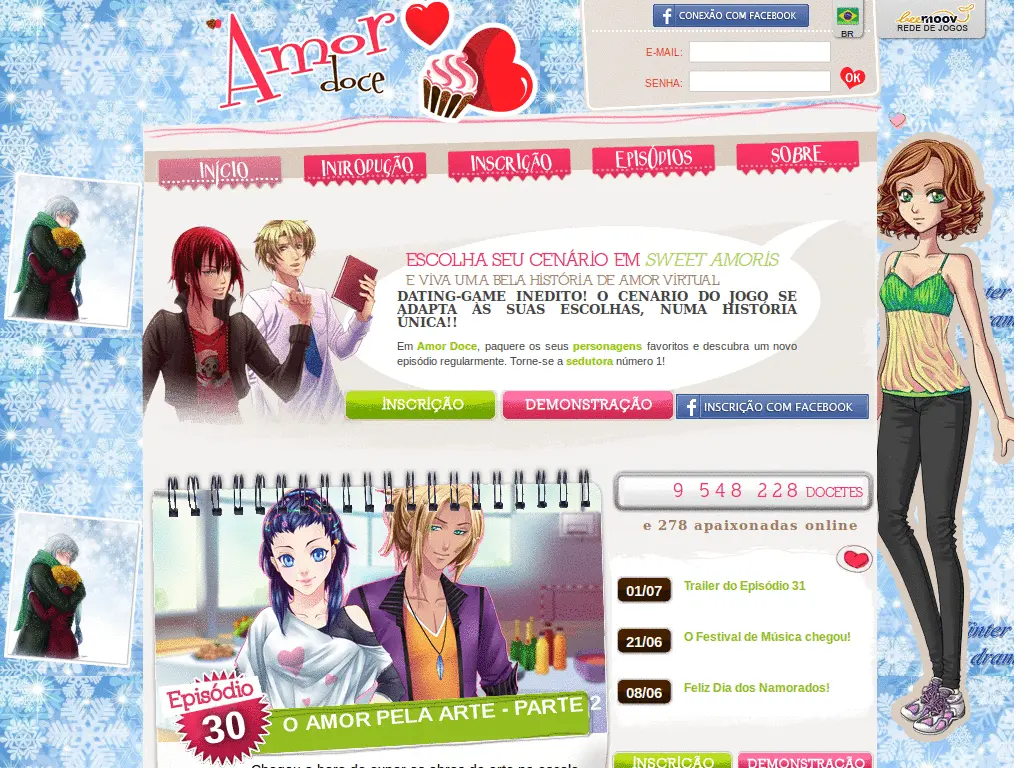 Amor
doce
CONEXÃO COM FACEBOOK
E-MAIL:
SENHA:
OK
BR
beemoov
REDE DE JOGOS
INÍCIO
INTRODUÇÃO
INSCRIÇÃO
EPISÓDIOS
SOBRE
ESCOLHA SEU CENÁRIO EM SWEET AMORIS
E VIVA UMA BELA HISTÓRIA DE AMOR VIRTUAL
DATING-GAME INEDITO! O CENARIO DO JOGO SE
ADAPTA ÀS SUAS ESCOLHAS, NUMA HISTÓRIA
ÚNICA!!
Em Amor Doce, paquere os seus personagens favoritos e descubra um novo
episódio regularmente. Torne-se a sedutora número 1!
INSCRIÇÃO
DEMONSTRAÇÃO
INSCRIÇÃO COM FACEBOOK
9 548 228 DOCETES
e 278 apaixonadas online
01/07 Trailer do Episódio 31
21/06 O Festival de Música chegou!
08/06 Feliz Dia dos Namorados!
Episódio
30
O AMOR PELA ARTE - PARTE 2
INSCRIÇÃO
DEMONSTRAÇÃO